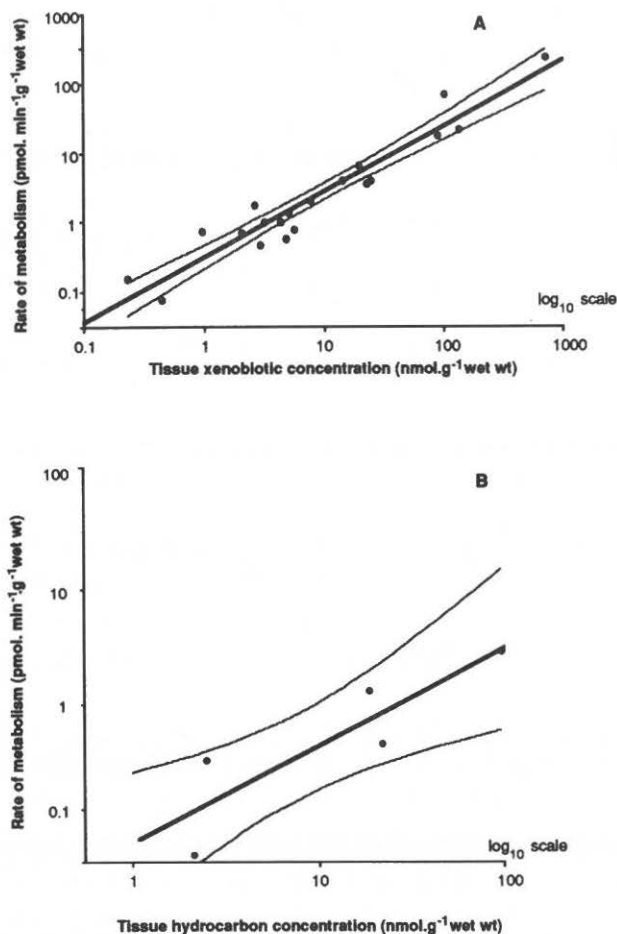 1000
A
100
10
1
0.1
Rate of metabolism (pmol. min⁻¹.g⁻¹wet wt)
log₁₀ scale
0.1 1 10 100 1000
Tissue xenobiotic concentration (nmol.g⁻¹wet wt)
100
B
10
1
0.1
Rate of metabolism (pmol. min⁻¹.g⁻¹wet wt)
log₁₀ scale
1 10 100
Tissue hydrocarbon concentration (nmol.g⁻¹wet wt)